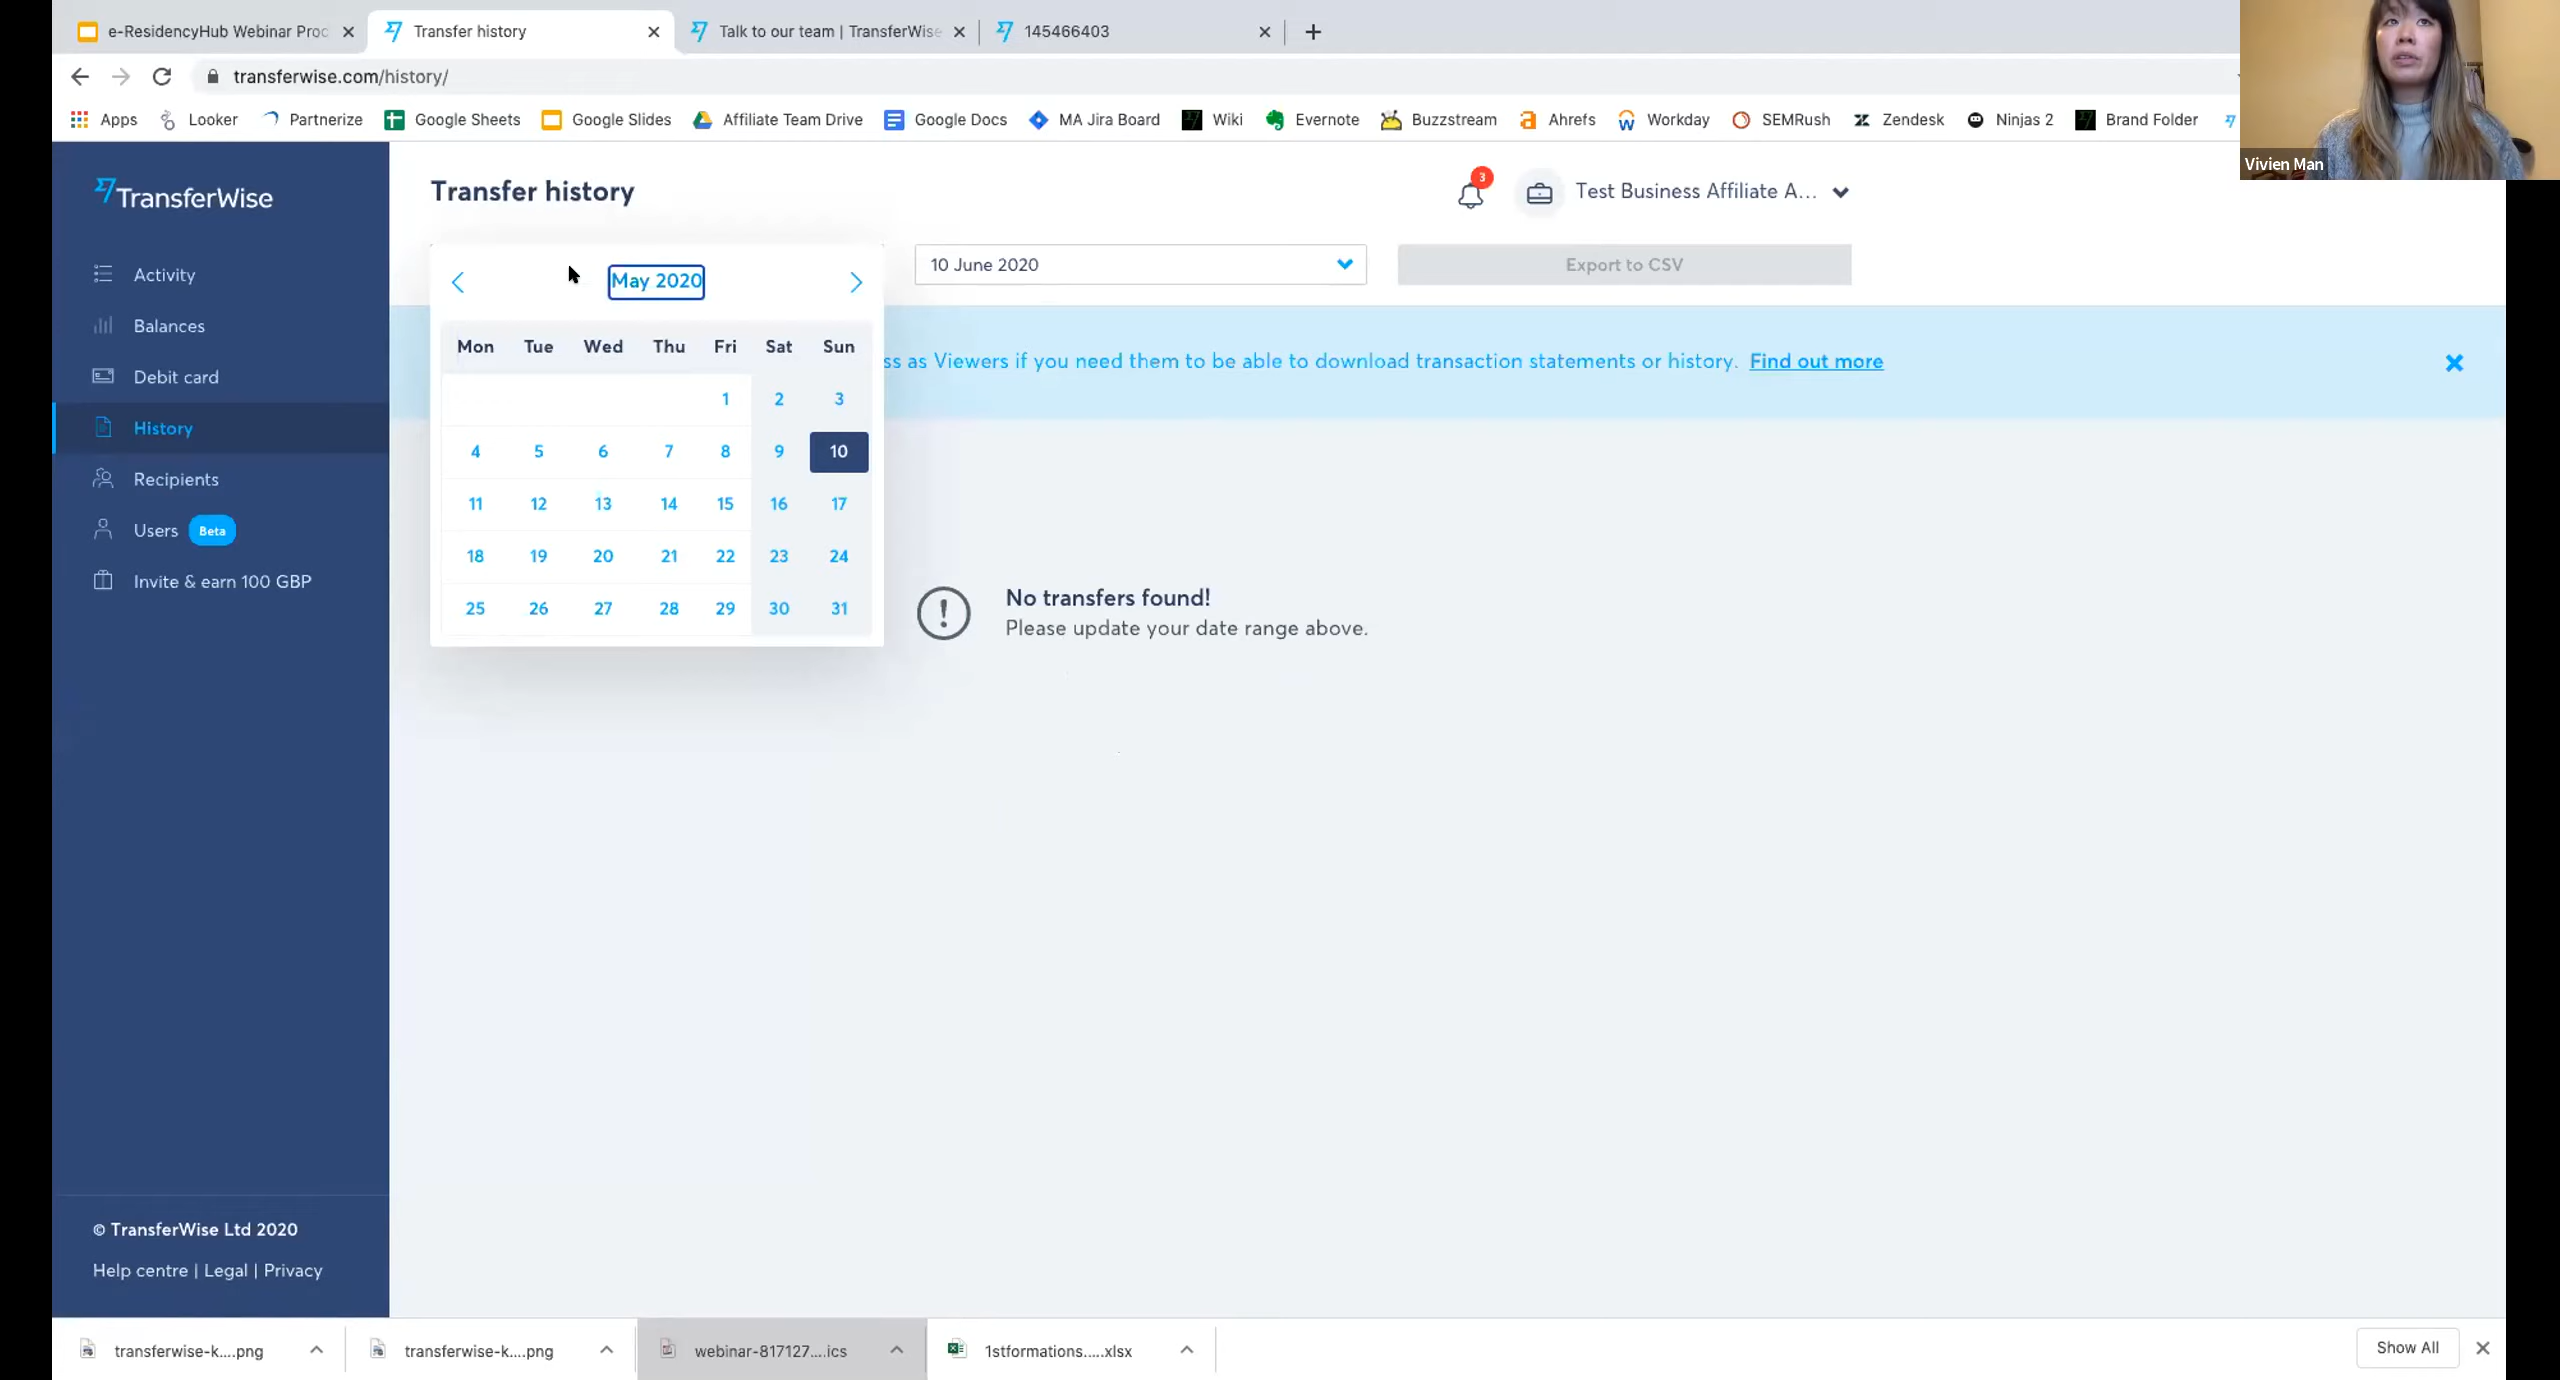 e-ResidencyHub Webinar Proc
Transfer history
Talk to our team | TransferWise
145466403
transferwise.com/history/
Apps
Looker
Partnerize
Google Sheets
Google Slides
Affiliate Team Drive
Google Docs
MA Jira Board
Wiki
Evernote
Buzzstream
Ahrefs
Workday
SEMRush
Zendesk
Ninjas 2
Brand Folder
Vivien Man
TransferWise
Activity
Balances
Debit card
History
Recipients
Users Beta
Invite & earn 100 GBP
© TransferWise Ltd 2020
Help centre | Legal | Privacy
Transfer history
3
Test Business Affiliate A...
May 2020
Mon Tue Wed Thu Fri Sat Sun
1 2 3
4 5 6 7 8 9 10
11 12 13 14 15 16 17
18 19 20 21 22 23 24
25 26 27 28 29 30 31
10 June 2020
Export to CSV
ss as Viewers if you need them to be able to download transaction statements or history. Find out more
No transfers found!
Please update your date range above.
transferwise-k....png
transferwise-k....png
webinar-817127....ics
1stformations.....xlsx
Show All